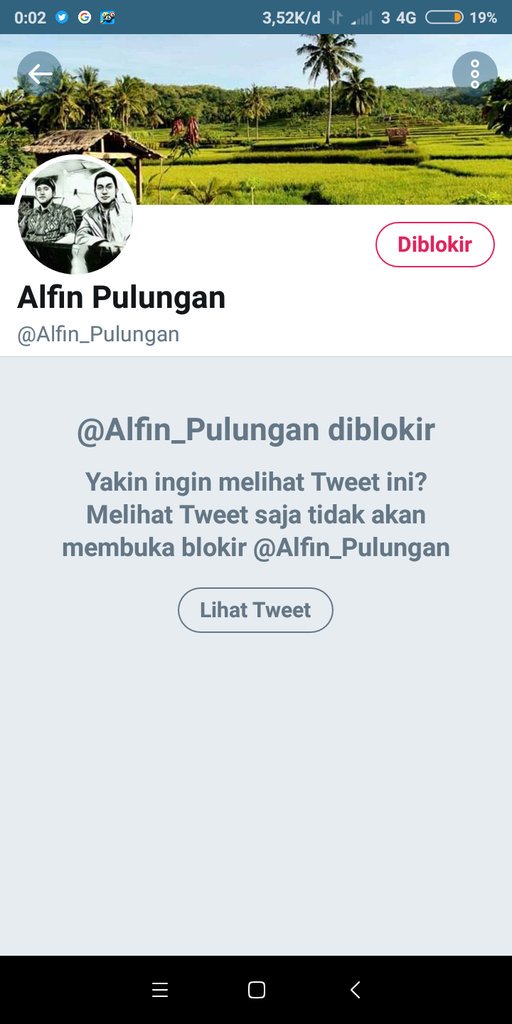 0:02 3,52K/d 3 4G 19%
Diblokir
Alfin Pulungan
@Alfin_Pulungan
@Alfin_Pulungan diblokir
Yakin ingin melihat Tweet ini?
Melihat Tweet saja tidak akan
membuka blokir @Alfin_Pulungan
Lihat Tweet